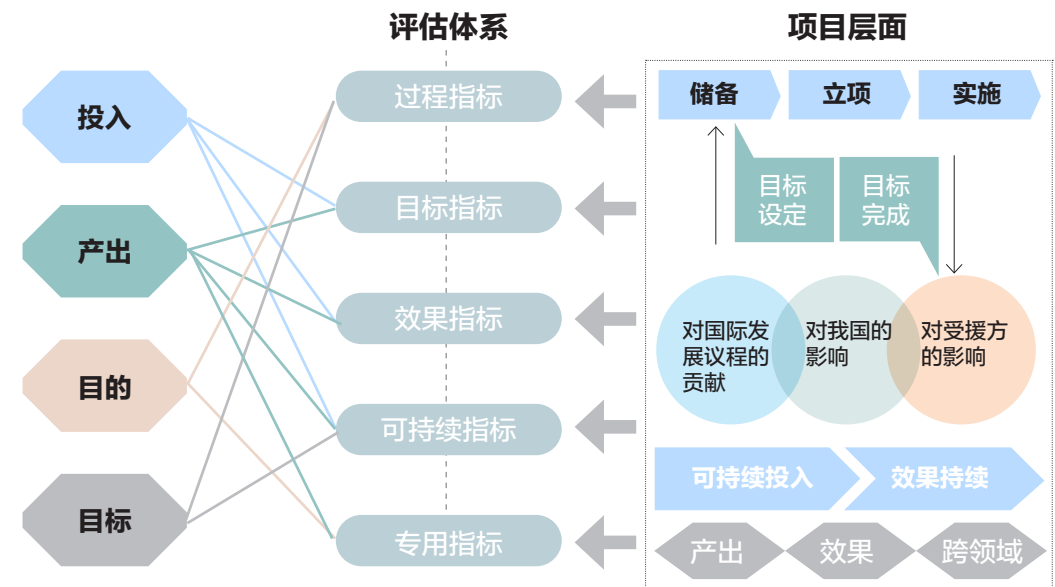 评估体系
项目层面
投入
产出
目的
目标
过程指标
目标指标
效果指标
可持续指标
专用指标
储备
立项
实施
目标
设定
目标
完成
对国际发
展议程的
贡献
对我国的
影响
对受援方
的影响
可持续投入
效果持续
产出
效果
跨领域